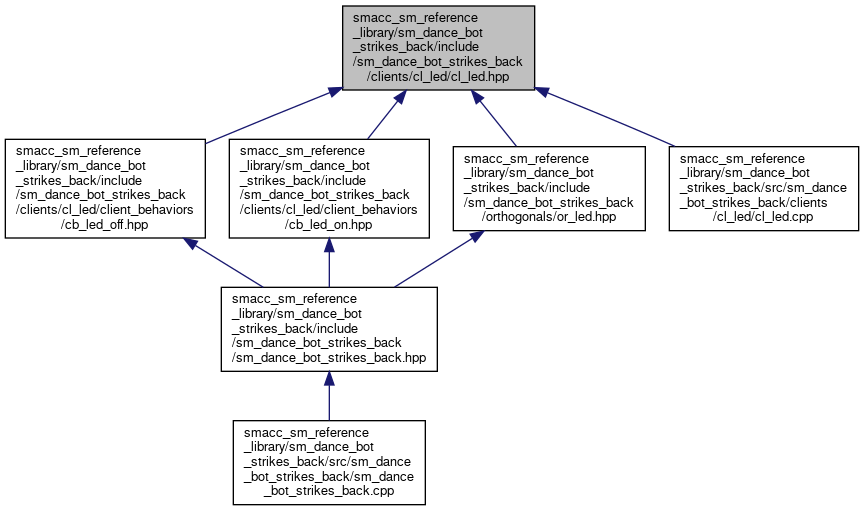 smacc_sm_reference
_library/sm_dance_bot
_strikes_back/include
/sm_dance_bot_strikes_back
/clients/cl_led/cl_led.hpp
smacc_sm_reference
_library/sm_dance_bot
_strikes_back/include
/sm_dance_bot_strikes_back
/clients/cl_led/client_behaviors
/cb_led_off.hpp
smacc_sm_reference
_library/sm_dance_bot
_strikes_back/include
/sm_dance_bot_strikes_back
/clients/cl_led/client_behaviors
/cb_led_on.hpp
smacc_sm_reference
_library/sm_dance_bot
_strikes_back/include
/sm_dance_bot_strikes_back
/orthogonals/or_led.hpp
smacc_sm_reference
_library/sm_dance_bot
_strikes_back/src/sm_dance
_bot_strikes_back/clients
/cl_led/cl_led.cpp
smacc_sm_reference
_library/sm_dance_bot
_strikes_back/include
/sm_dance_bot_strikes_back
/sm_dance_bot_strikes_back.hpp
smacc_sm_reference
_library/sm_dance_bot
_strikes_back/src/sm_dance
_bot_strikes_back/sm_dance
_bot_strikes_back.cpp